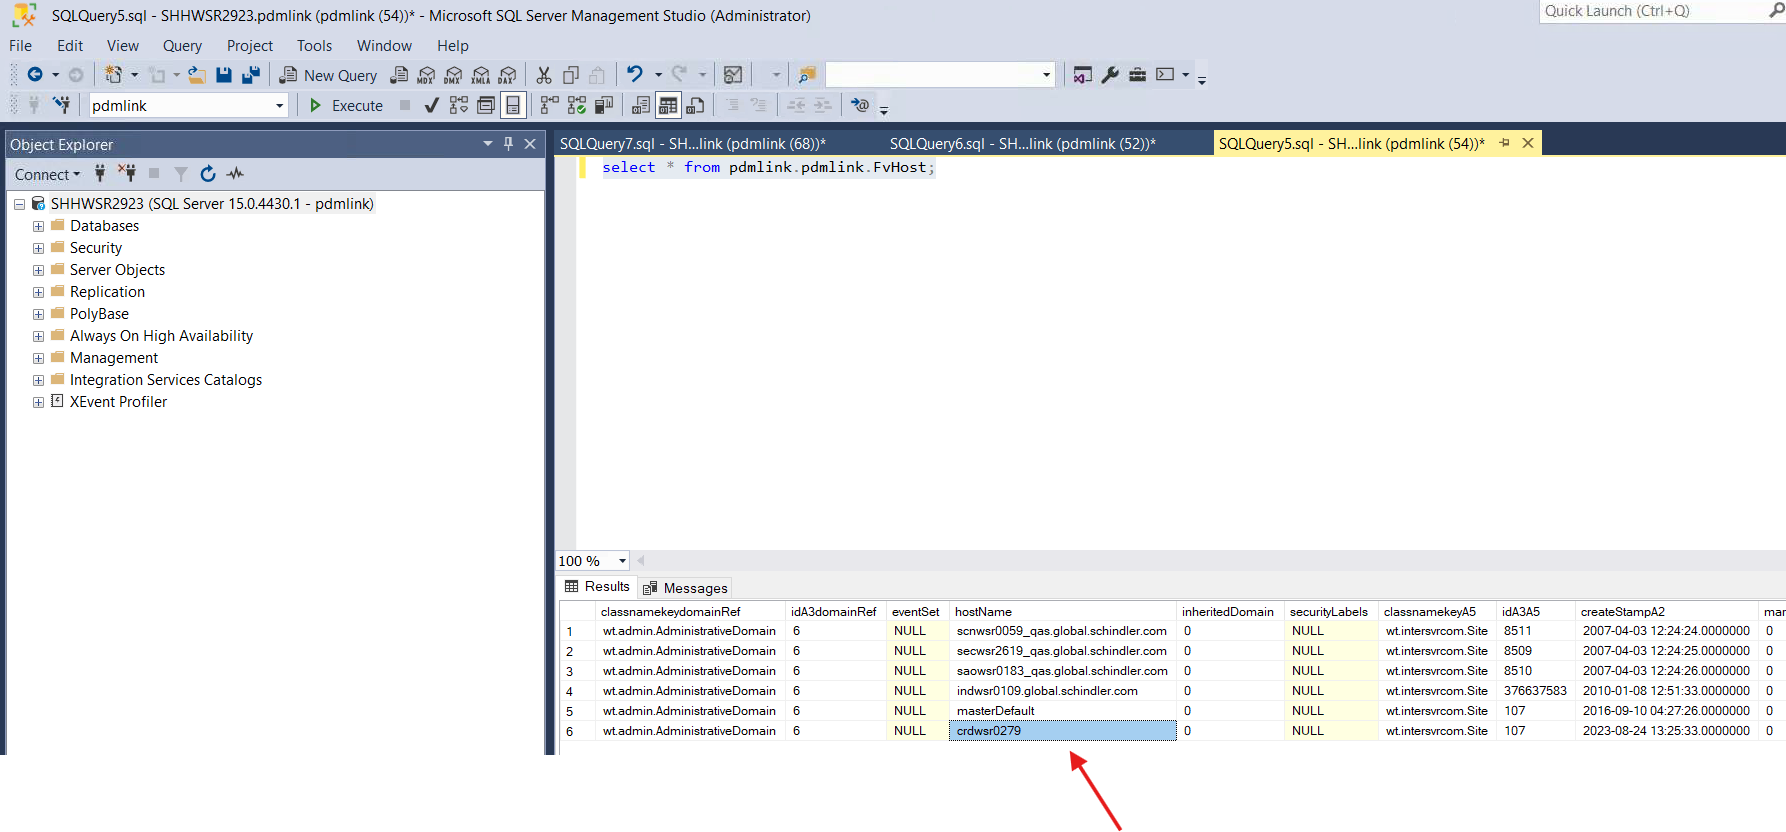 SQLQuery5.sql - SHHWSR2923.pdmlink (pdmlink (54))* - Microsoft SQL Server Management Studio (Administrator)
Quick Launch (Ctrl+Q)
File Edit View Query Project Tools Window Help
New Query MDX DMX XMLA DAX
pdmlink Execute
Object Explorer
SQLQuery7.sql - SH...link (pdmlink (68))* SQLQuery6.sql - SH...link (pdmlink (52))* SQLQuery5.sql - SH...link (pdmlink (54))*
Connect
select * from pdmlink.pdmlink.FvHost;
SHHWSR2923 (SQL Server 15.0.4430.1 - pdmlink)
Databases
Security
Server Objects
Replication
PolyBase
Always On High Availability
Management
Integration Services Catalogs
XEvent Profiler
100 %
Results Messages
classnamekeydomainRef idA3domainRef eventSet hostName inheritedDomain securityLabels classnamekeyA5 idA3A5 createStampA2 mar
1 wt.admin.AdministrativeDomain 6 NULL scnwsr0059_qas.global.schindler.com 0 NULL wt.intersvrcom.Site 8511 2007-04-03 12:24:24.0000000 0
2 wt.admin.AdministrativeDomain 6 NULL secwsr2619_qas.global.schindler.com 0 NULL wt.intersvrcom.Site 8509 2007-04-03 12:24:25.0000000 0
3 wt.admin.AdministrativeDomain 6 NULL saowsr0183_qas.global.schindler.com 0 NULL wt.intersvrcom.Site 8510 2007-04-03 12:24:26.0000000 0
4 wt.admin.AdministrativeDomain 6 NULL indwsr0109.global.schindler.com 0 NULL wt.intersvrcom.Site 376637583 2010-01-08 12:51:33.0000000 0
5 wt.admin.AdministrativeDomain 6 NULL masterDefault 0 NULL wt.intersvrcom.Site 107 2016-09-10 04:27:26.0000000 0
6 wt.admin.AdministrativeDomain 6 NULL crdwsr0279 0 NULL wt.intersvrcom.Site 107 2023-08-24 13:25:33.0000000 0